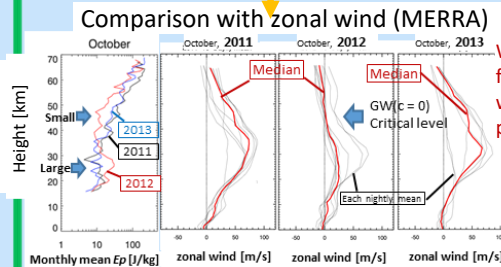 Comparison with zonal wind (MERRA)
October
October, 2011
October, 2012
October, 2013
Height [km]
70
60
50
40
30
20
10
0
Small
Large
2013
2011
2012
Median
Median
GW(c = 0)
Critical level
Each nightly mean
1
10
100
-50
0
50
100
-50
0
50
100
-50
0
50
100
Monthly mean Ep [J/kg]
zonal wind [m/s]
zonal wind [m/s]
zonal wind [m/s]